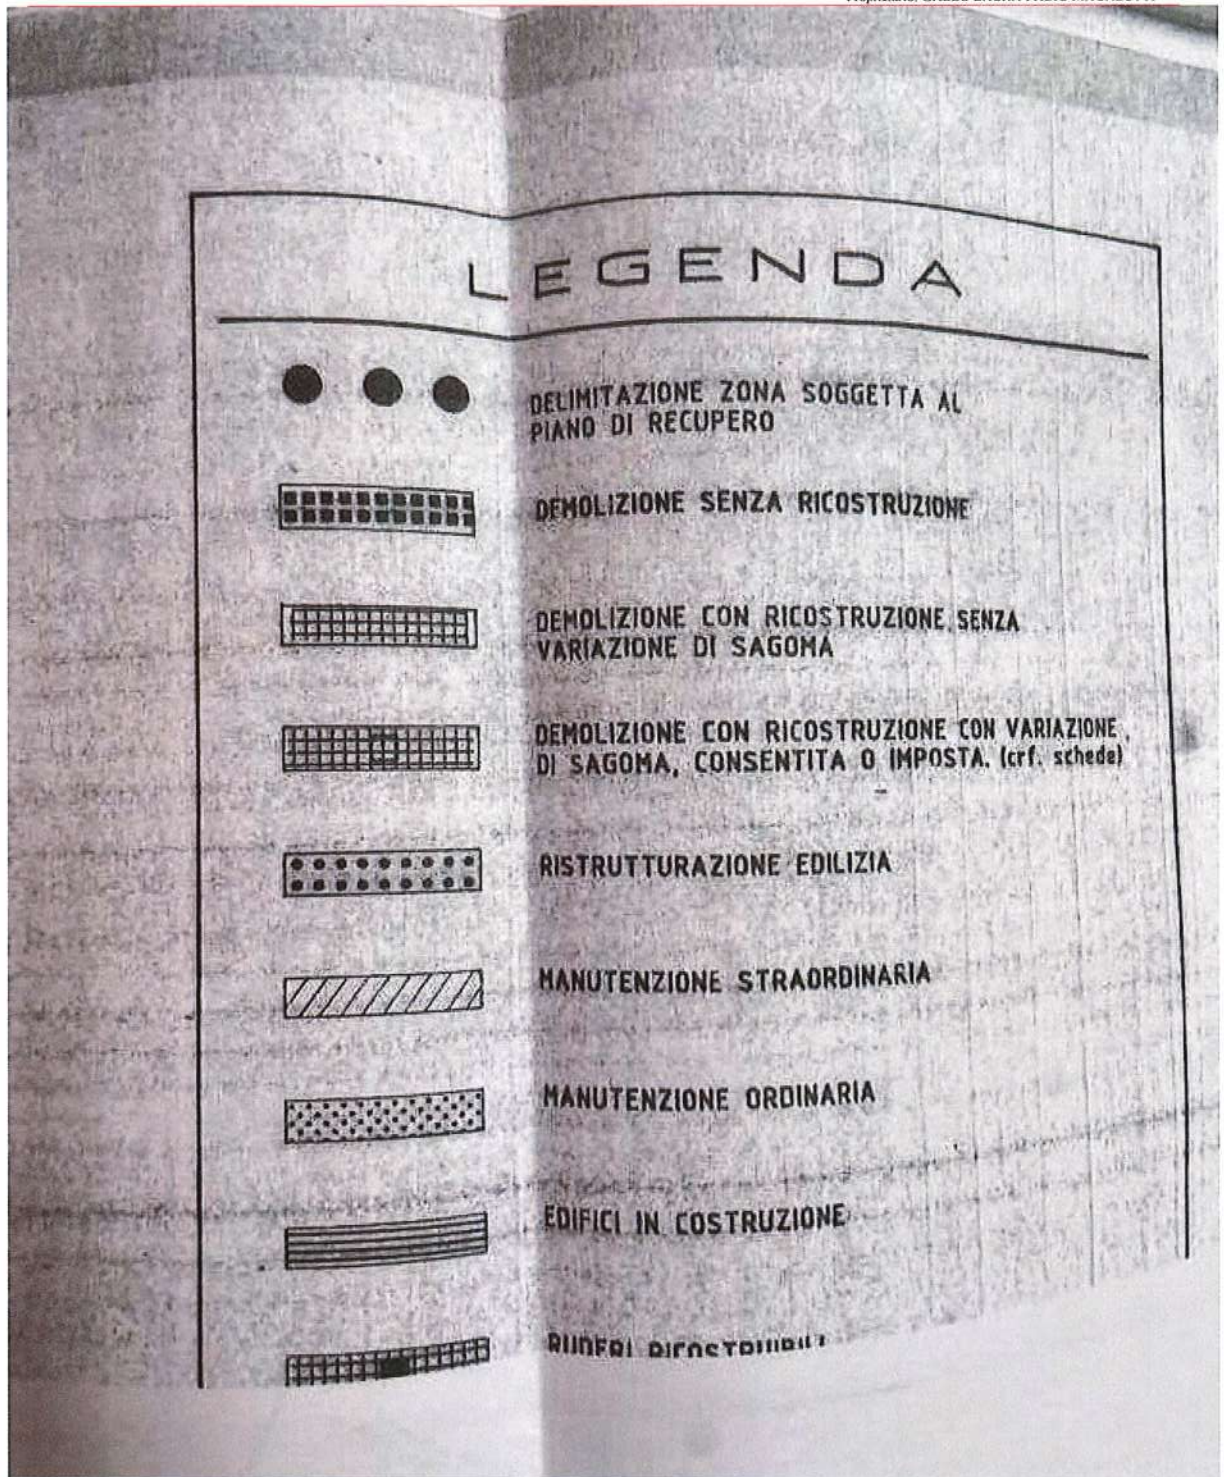 LEGENDA
DELIMITAZIONE ZONA SOGGETTA AL
PIANO DI RECUPERO
DEMOLIZIONE SENZA RICOSTRUZIONE
DEMOLIZIONE CON RICOSTRUZIONE SENZA
VARIAZIONE DI SAGOMA
DEMOLIZIONE CON RICOSTRUZIONE CON VARIAZIONE
DI SAGOMA, CONSENTITA O IMPOSTA. (crf. schede)
RISTRUTTURAZIONE EDILIZIA
MANUTENZIONE STRAORDINARIA
MANUTENZIONE ORDINARIA
EDIFICI IN COSTRUZIONE
RUDERI RICOSTRUIBILI